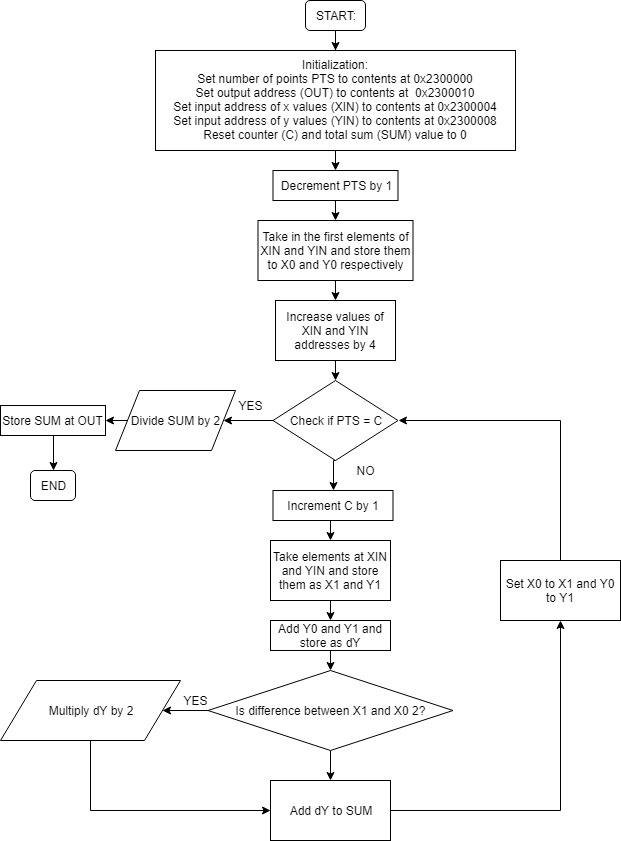 START:
Initialization:
Set number of points PTS to contents at 0x2300000
Set output address (OUT) to contents at 0x2300010
Set input address of x values (XIN) to contents at 0x2300004
Set input address of y values (YIN) to contents at 0x2300008
Reset counter (C) and total sum (SUM) value to 0
Decrement PTS by 1
Take in the first elements of
XIN and YIN and store them
to X0 and Y0 respectively
Increase values of
XIN and YIN
addresses by 4
Check if PTS = C
YES
Divide SUM by 2
Store SUM at OUT
END
NO
Increment C by 1
Take elements at XIN
and YIN and store
them as X1 and Y1
Add Y0 and Y1 and
store as dY
Is difference between X1 and X0 2?
YES
Multiply dY by 2
Add dY to SUM
Set X0 to X1 and Y0
to Y1